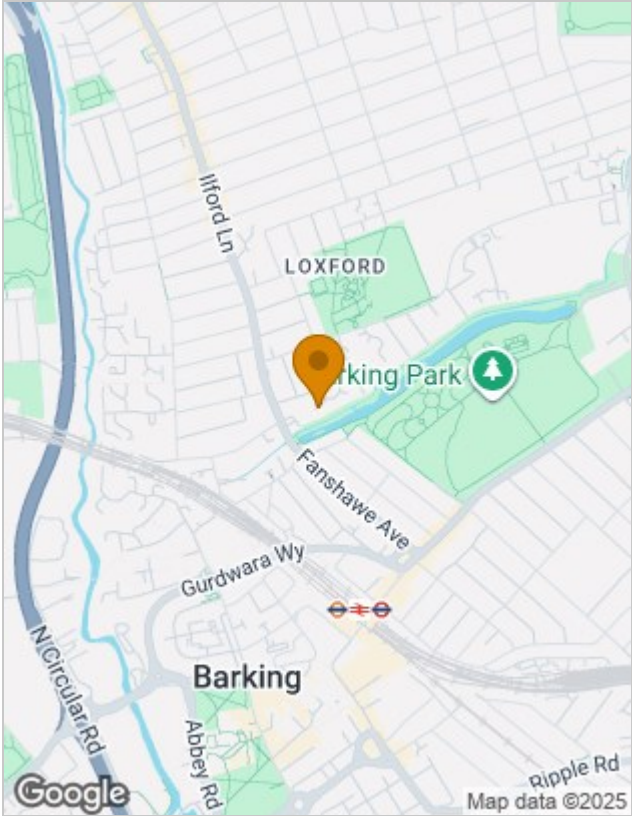 Ilford Ln
LOXFORD
rking Park
Fanshawe Ave
Gurdwara Wy
Barking
N Circular Rd
Abbey Rd
Ripple Rd
Google
Map data ©2025